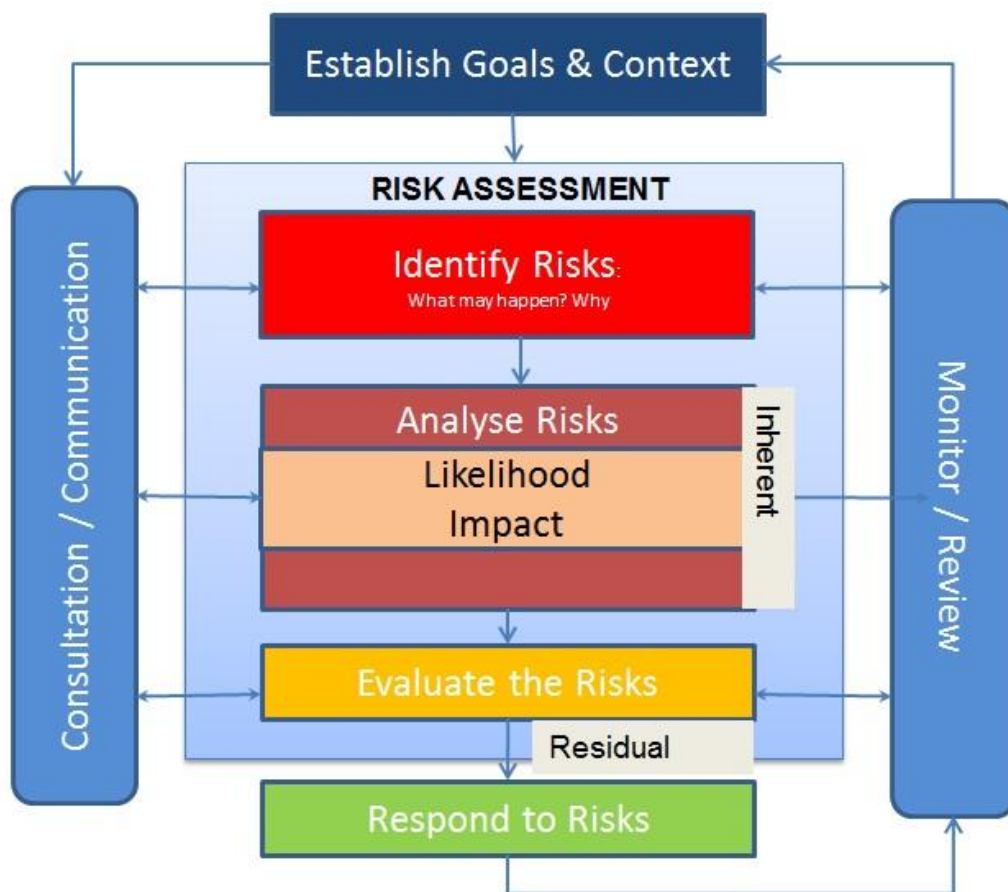 Establish Goals & Context
RISK ASSESSMENT
Identify Risks:
What may happen? Why
Analyse Risks
Likelihood
Impact
Inherent
Evaluate the Risks
Residual
Respond to Risks
Consultation / Communication
Monitor / Review